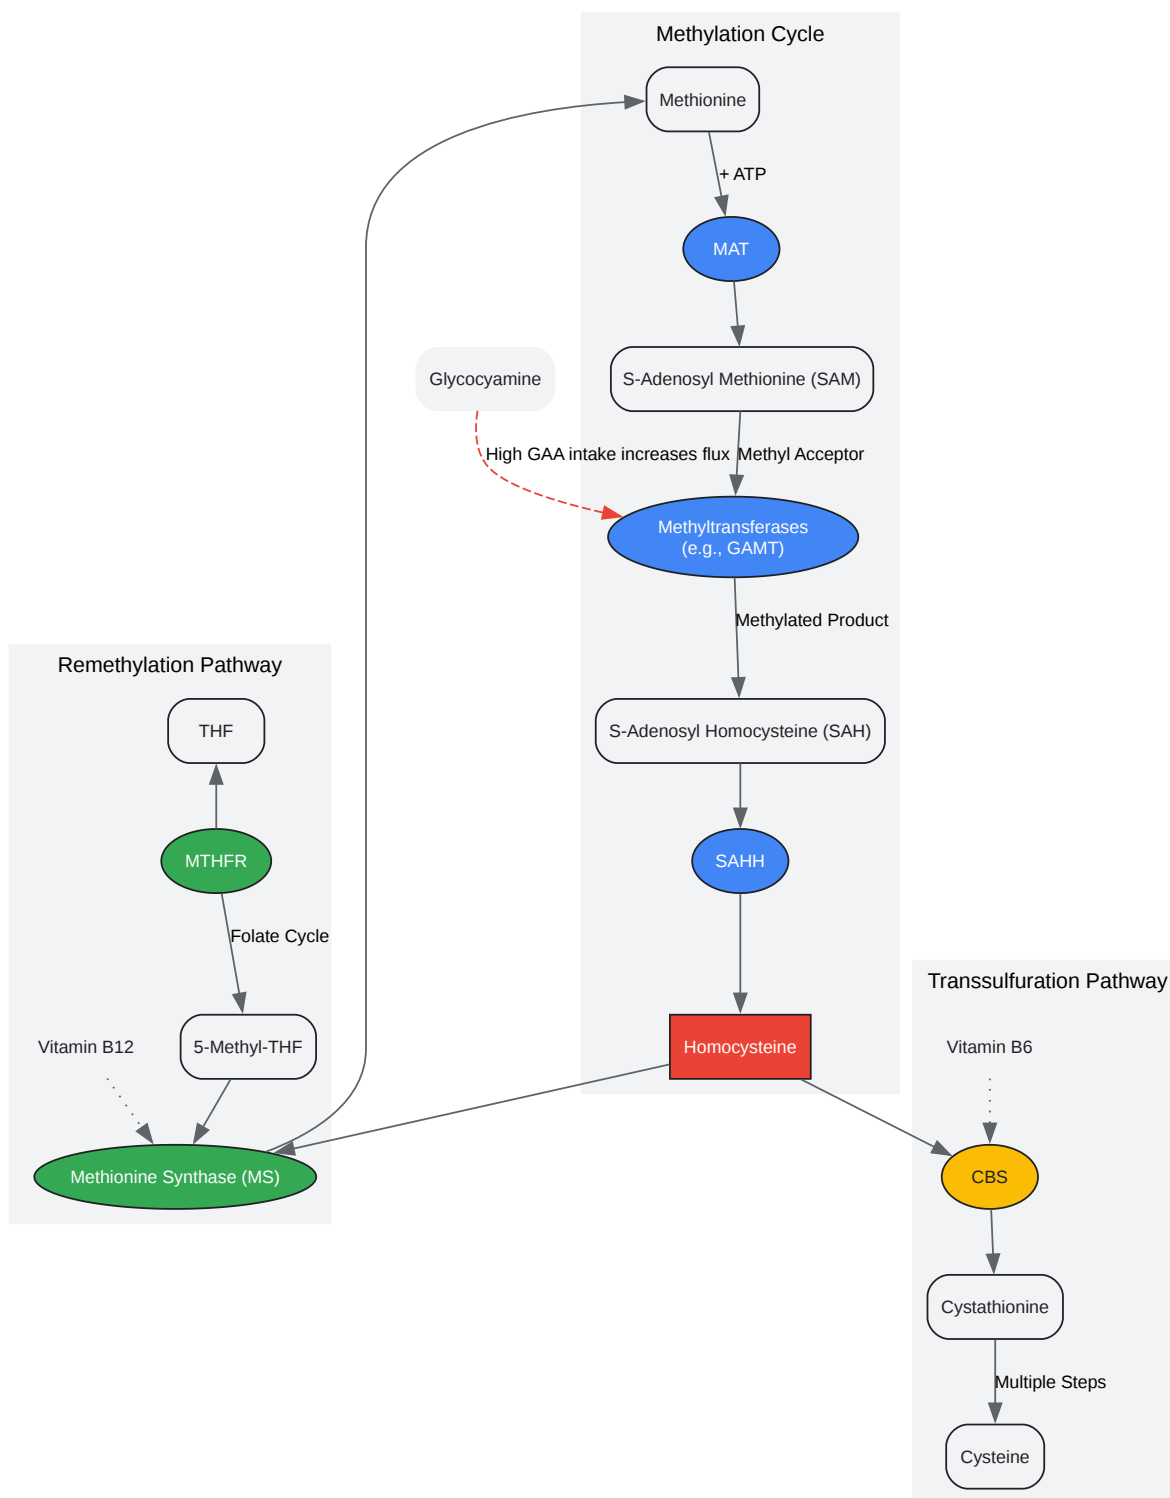 Methylation Cycle
Methionine
+ ATP
MAT
S-Adenosyl Methionine (SAM)
Glycocyamine
High GAA intake increases flux
Methyl Acceptor
Methyltransferases
(e.g., GAMT)
Methylated Product
S-Adenosyl Homocysteine (SAH)
SAHH
Homocysteine
Remethylation Pathway
THF
MTHFR
Folate Cycle
Vitamin B12
5-Methyl-THF
Methionine Synthase (MS)
Transsulfuration Pathway
Vitamin B6
CBS
Cystathionine
Multiple Steps
Cysteine